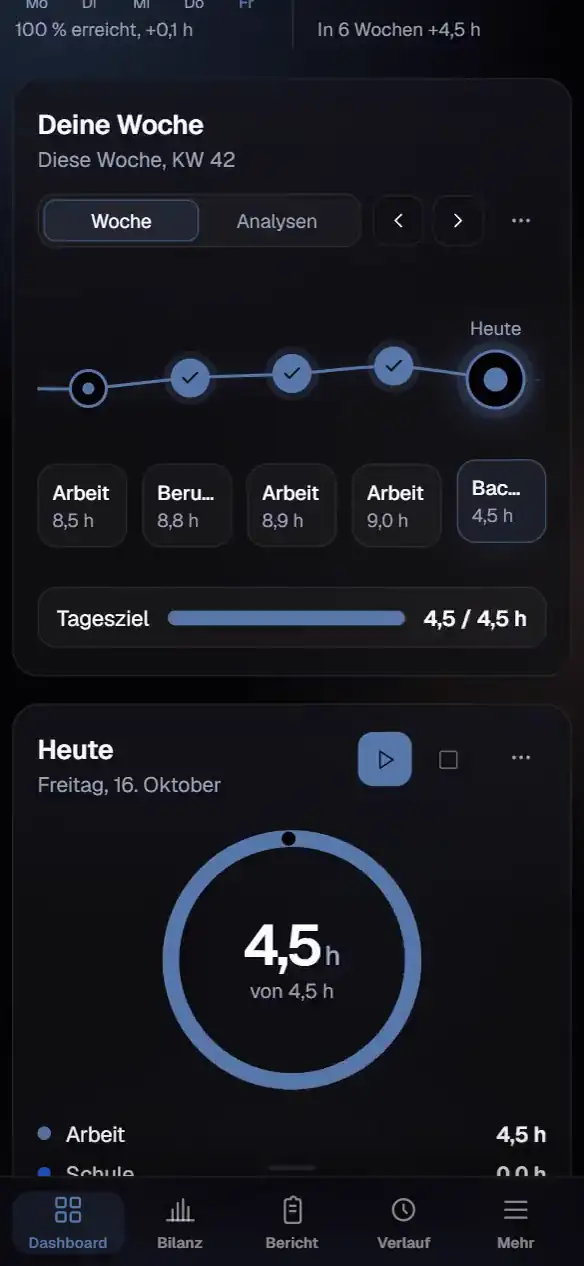 Mo Di Mi Do Fr
100 % erreicht, +0,1 h
In 6 Wochen +4,5 h
Deine Woche
Diese Woche, KW 42
Woche
Analysen
Heute
Arbeit
8,5 h
Beru...
8,8 h
Arbeit
8,9 h
Arbeit
9,0 h
Bac...
4,5 h
Tagesziel
4,5 / 4,5 h
Heute
Freitag, 16. Oktober
4,5 h
von 4,5 h
Arbeit
4,5 h
Schule
0,0 h
Dashboard
Bilanz
Bericht
Verlauf
Mehr